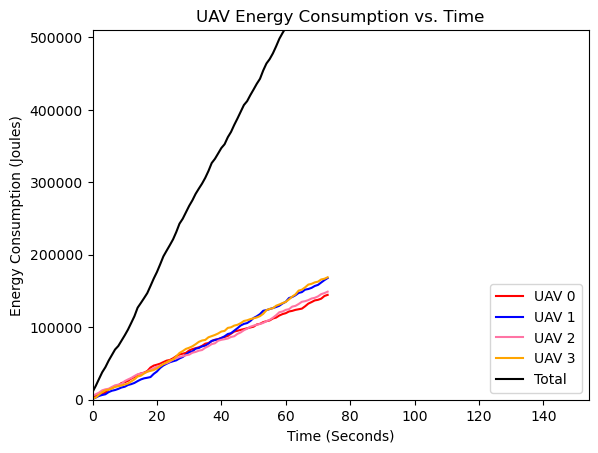 UAV Energy Consumption vs. Time
Energy Consumption (Joules)
500000
400000
300000
200000
100000
0
0 20 40 60 80 100 120 140
Time (Seconds)
UAV 0
UAV 1
UAV 2
UAV 3
Total